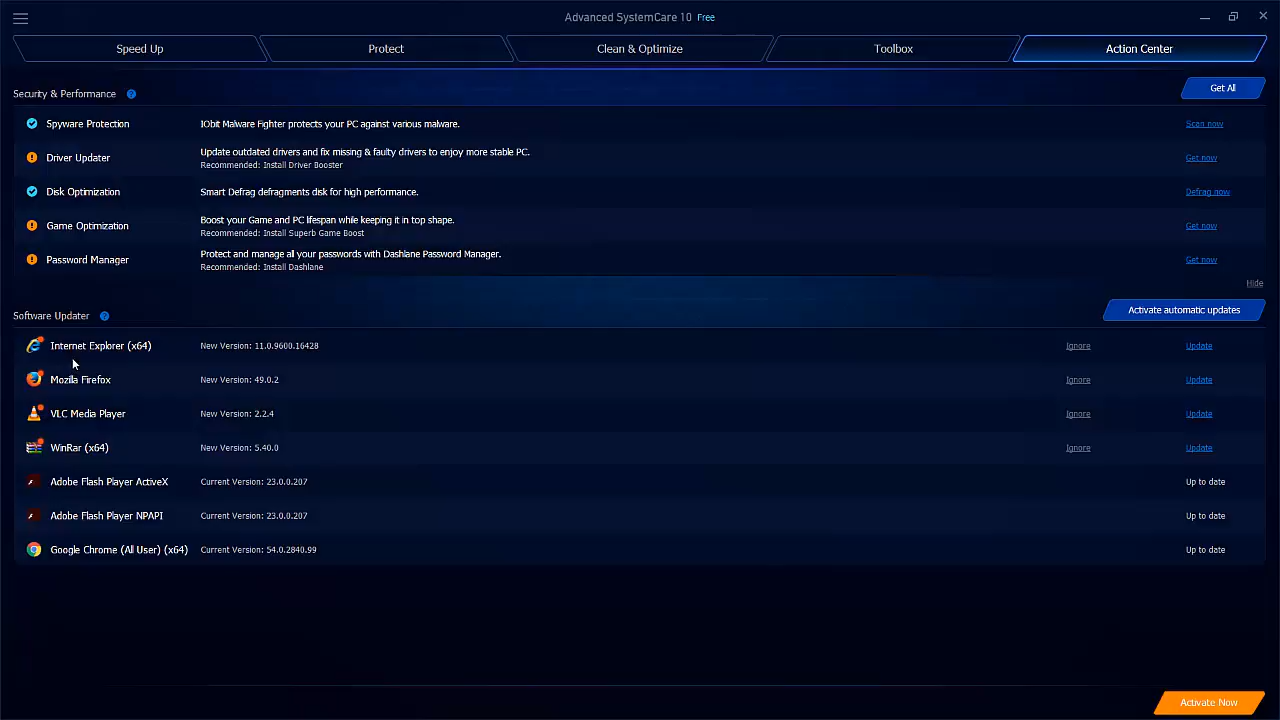 Advanced SystemCare 10 Free
Speed Up
Protect
Clean & Optimize
Toolbox
Action Center
Security & Performance ?
Get All
Spyware Protection
IObit Malware Fighter protects your PC against various malware.
Scan now
Driver Updater
Update outdated drivers and fix missing & faulty drivers to enjoy more stable PC.
Recommended: Install Driver Booster
Get now
Disk Optimization
Smart Defrag defragments disk for high performance.
Defrag now
Game Optimization
Boost your Game and PC lifespan while keeping it in top shape.
Recommended: Install Superb Game Boost
Get now
Password Manager
Protect and manage all your passwords with Dashlane Password Manager.
Recommended: Install Dashlane
Get now
Hide
Software Updater ?
Activate automatic updates
Internet Explorer (x64)
New Version: 11.0.9600.16428
Ignore
Update
Mozilla Firefox
New Version: 49.0.2
Ignore
Update
VLC Media Player
New Version: 2.2.4
Ignore
Update
WinRar (x64)
New Version: 5.40.0
Ignore
Update
Adobe Flash Player ActiveX
Current Version: 23.0.0.207
Up to date
Adobe Flash Player NPAPI
Current Version: 23.0.0.207
Up to date
Google Chrome (All User) (x64)
Current Version: 54.0.2840.99
Up to date
Activate Now